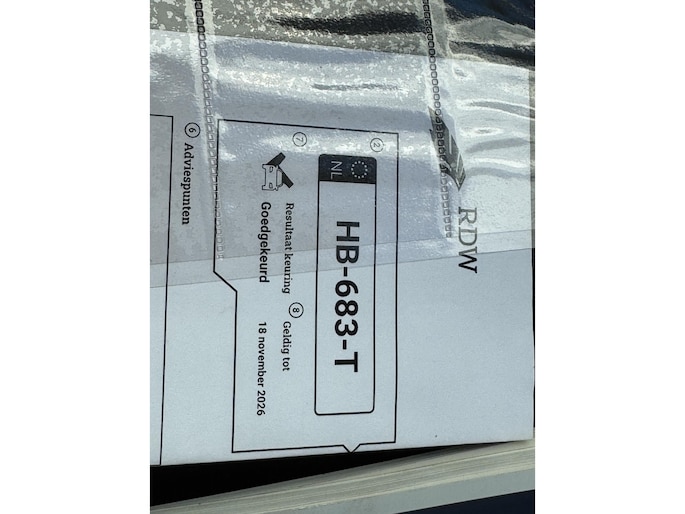 RDW
2
NL
HB-683-T
7
Resultaat keuring
Goedgekeurd
8 Geldig tot
18 november 2026
6 Adviespunten